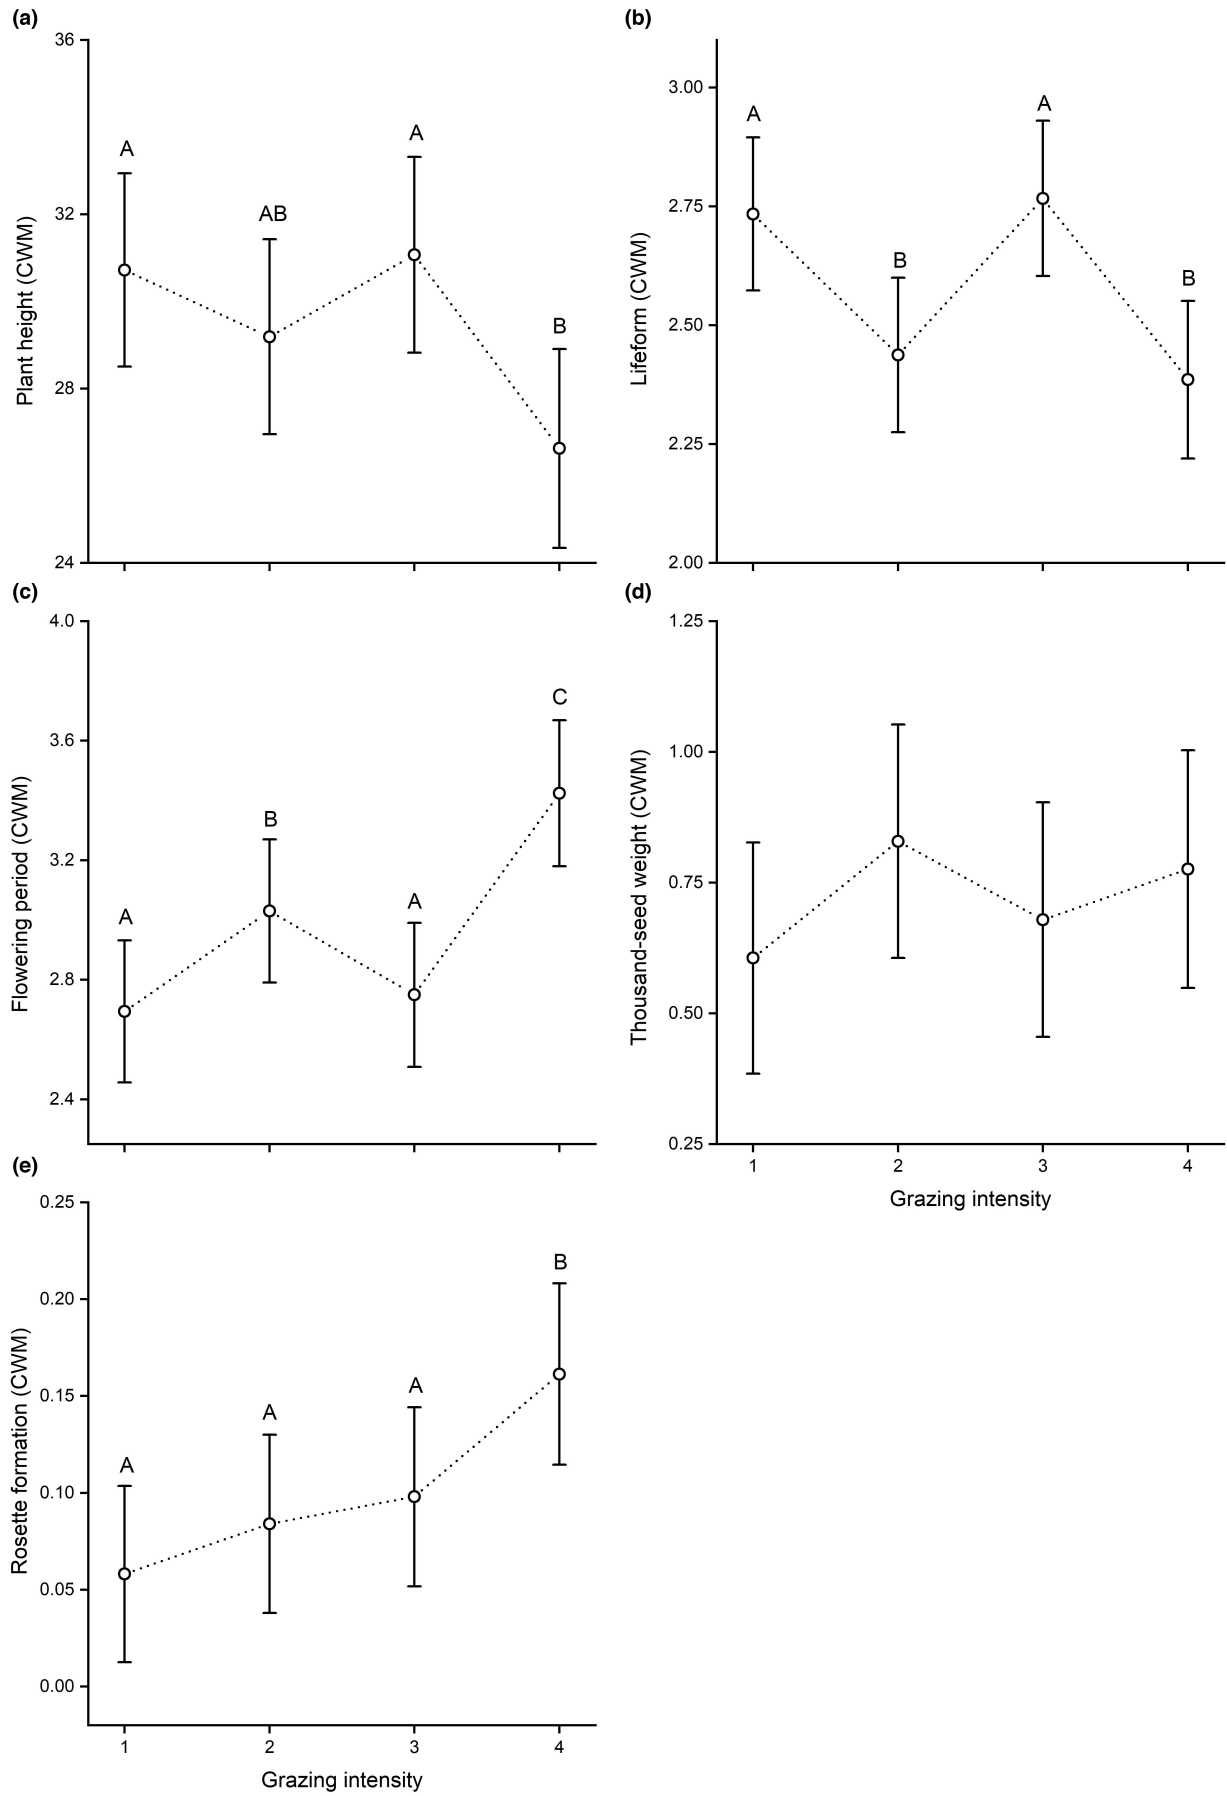 (a)
36
32
28
24
Plant height (CWM)
A
AB
A
B
(b)
3.00
2.75
2.50
2.25
2.00
Lifeform (CWM)
A
B
A
B
(c)
4.0
3.6
3.2
2.8
2.4
Flowering period (CWM)
A
B
A
C
(d)
1.25
1.00
0.75
0.50
0.25
Thousand-seed weight (CWM)
1 2 3 4
Grazing intensity
(e)
0.25
0.20
0.15
0.10
0.05
0.00
Rosette formation (CWM)
A
A
A
B
1 2 3 4
Grazing intensity